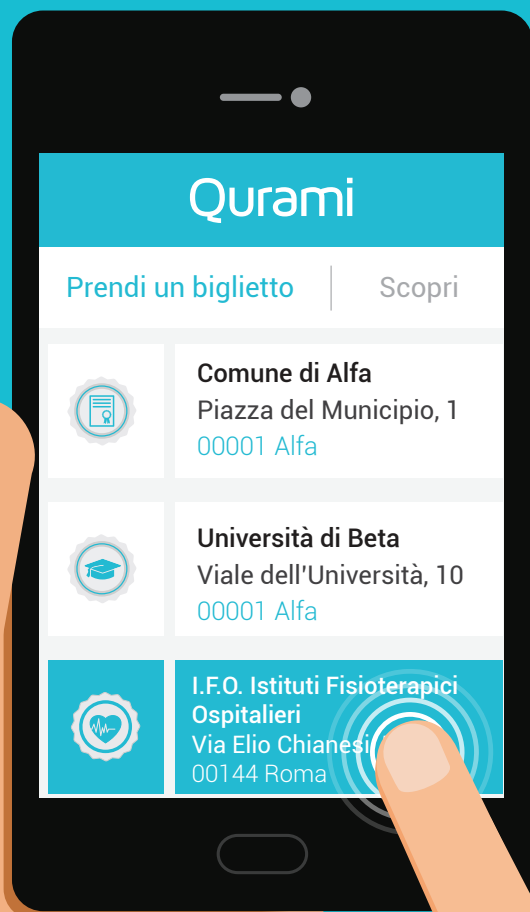 Qurami
Prendi un biglietto
Scopri
Comune di Alfa
Piazza del Municipio, 1
00001 Alfa
Università di Beta
Viale dell'Università, 10
00001 Alfa
I.F.O. Istituti Fisioterapici
Ospitalieri
Via Elio Chianesi
00144 Roma